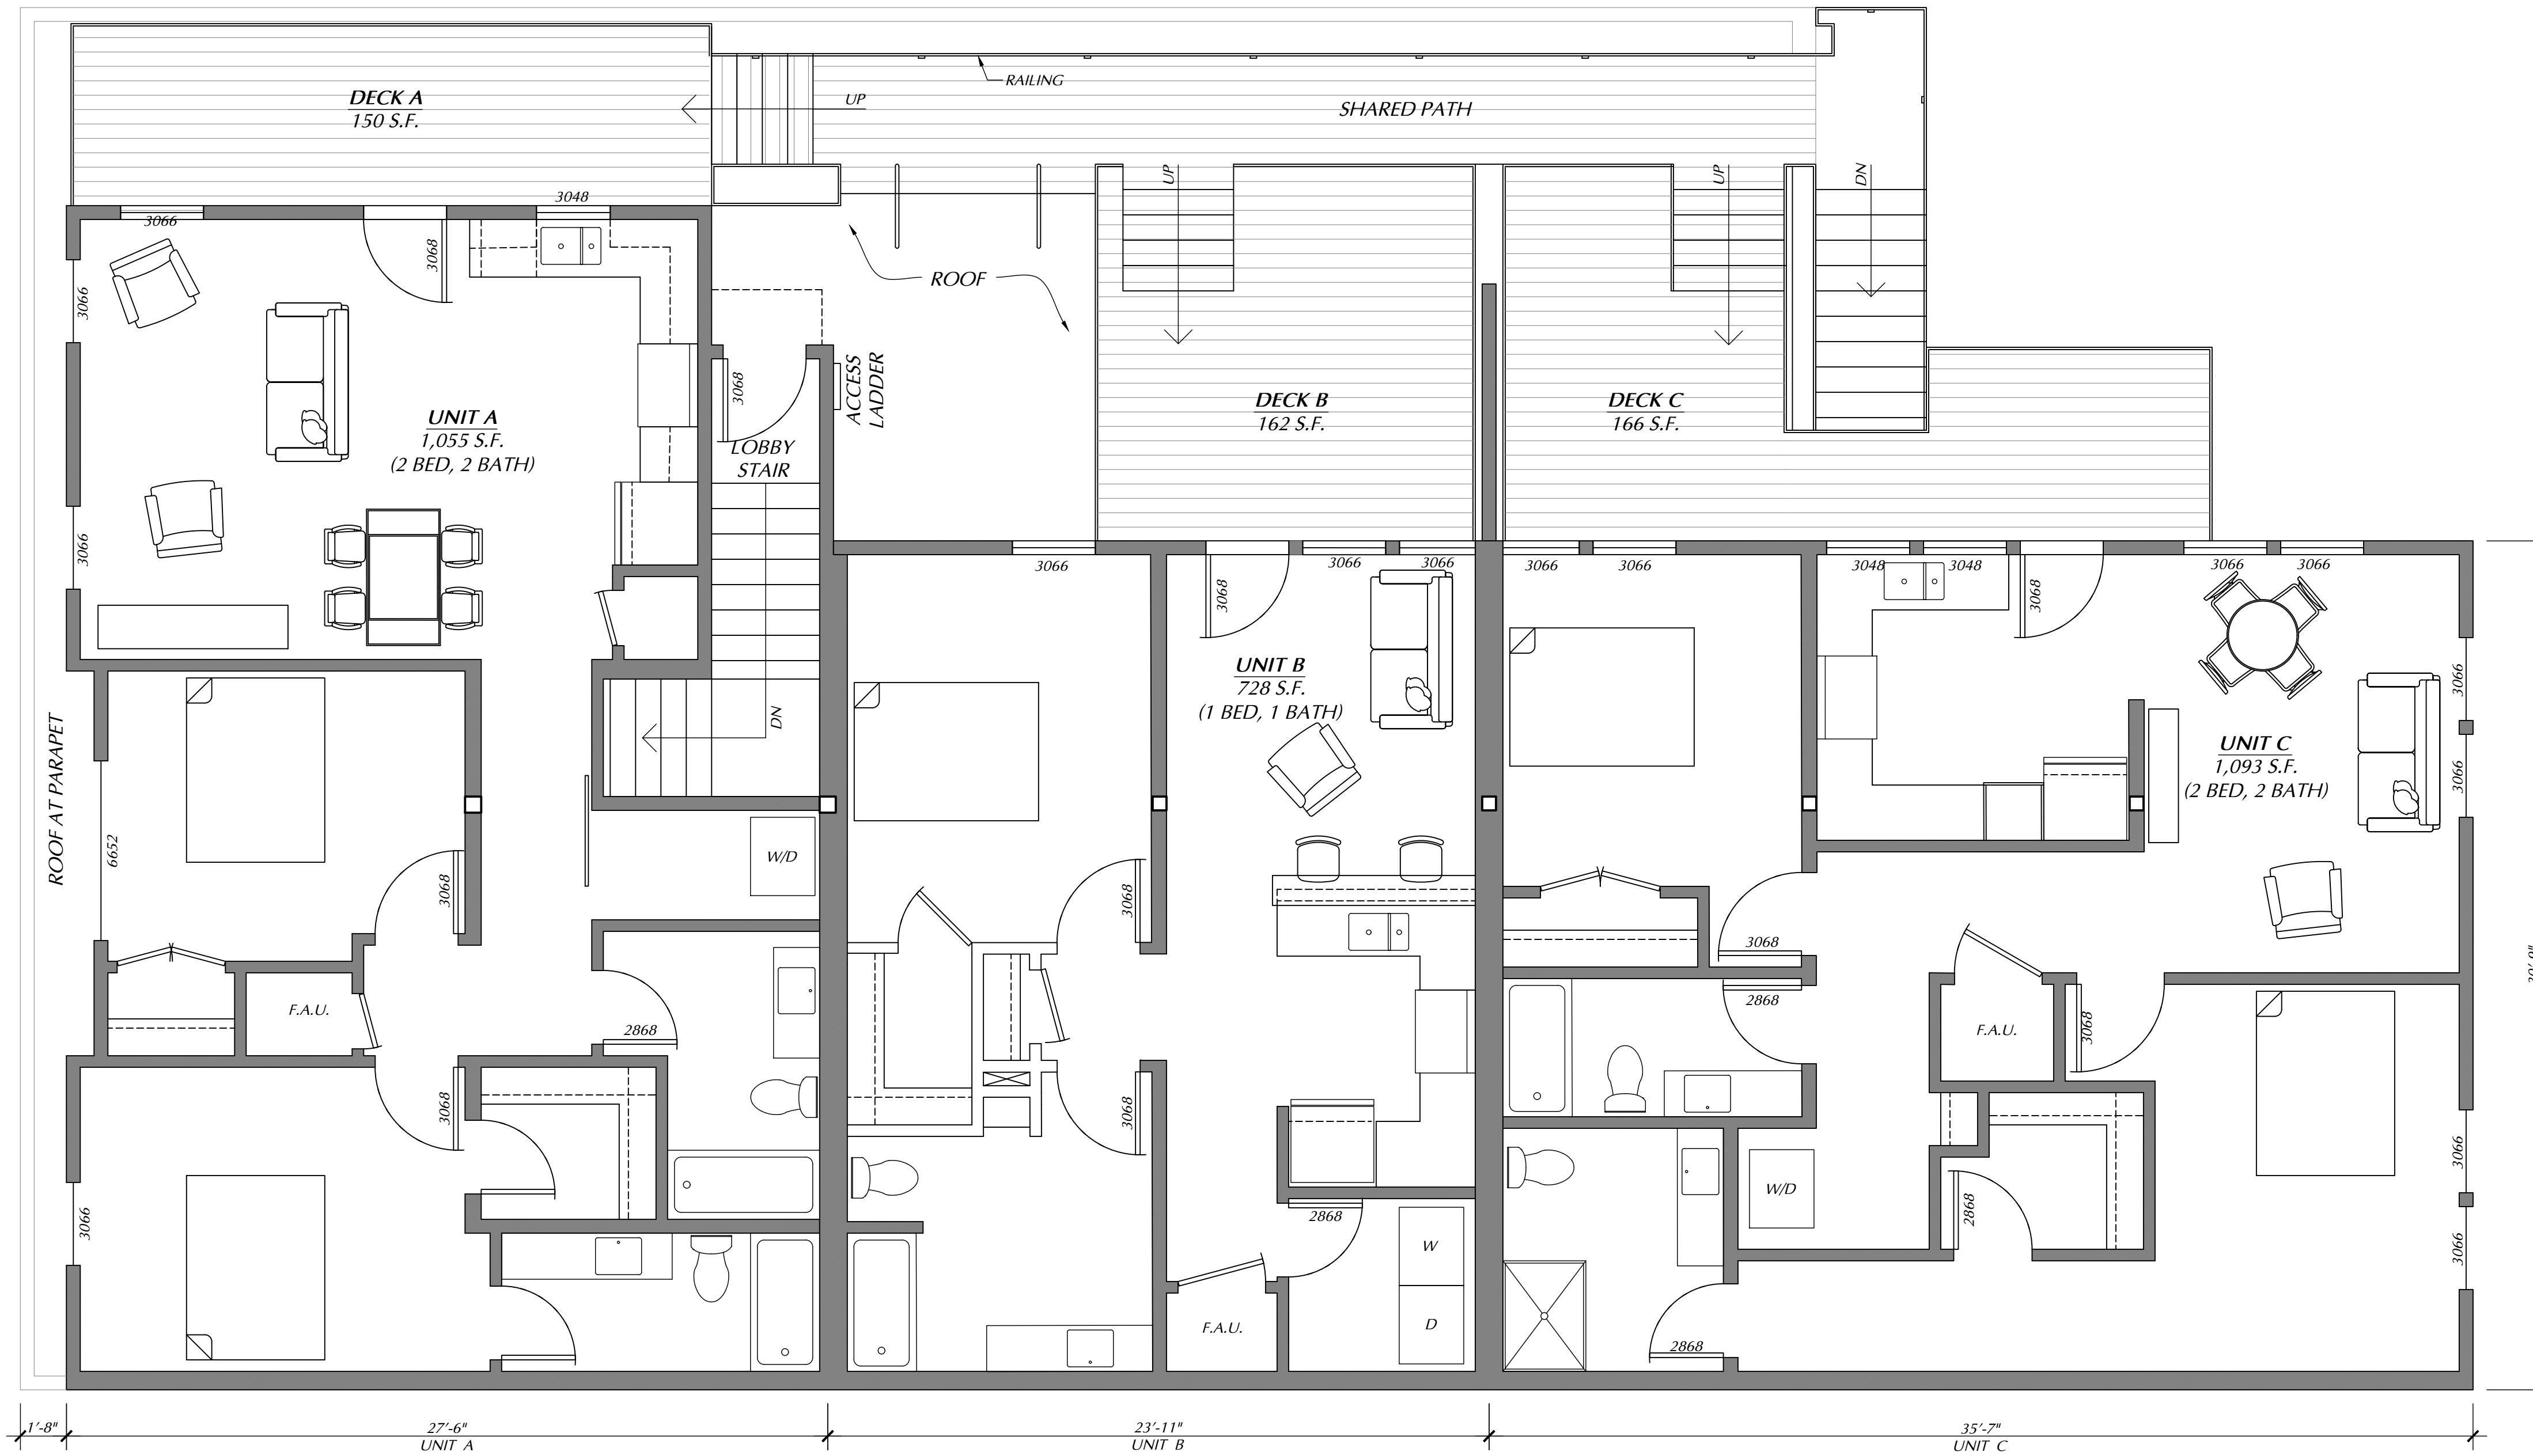 RAILING
DECK A
150 S.F.
UP
SHARED PATH
UP
UP
DN
3048
3066
3068
3066
ROOF
3068
ACCESS
LADDER
DECK B
162 S.F.
DECK C
166 S.F.
UNIT A
1,055 S.F.
(2 BED, 2 BATH)
LOBBY
STAIR
3066
3066
3066
3066
3066
3066
3048
3048
3066
3066
3068
3068
UNIT B
728 S.F.
(1 BED, 1 BATH)
3066
DN
UNIT C
1,093 S.F.
(2 BED, 2 BATH)
3066
ROOF AT PARAPET
6652
W/D
3068
3068
3068
2868
F.A.U.
2868
F.A.U.
3068
3068
3068
3066
W/D
2868
2868
3066
W
3066
D
F.A.U.
2868
1'-8"
27'-6"
UNIT A
23'-11"
UNIT B
35'-7"
UNIT C